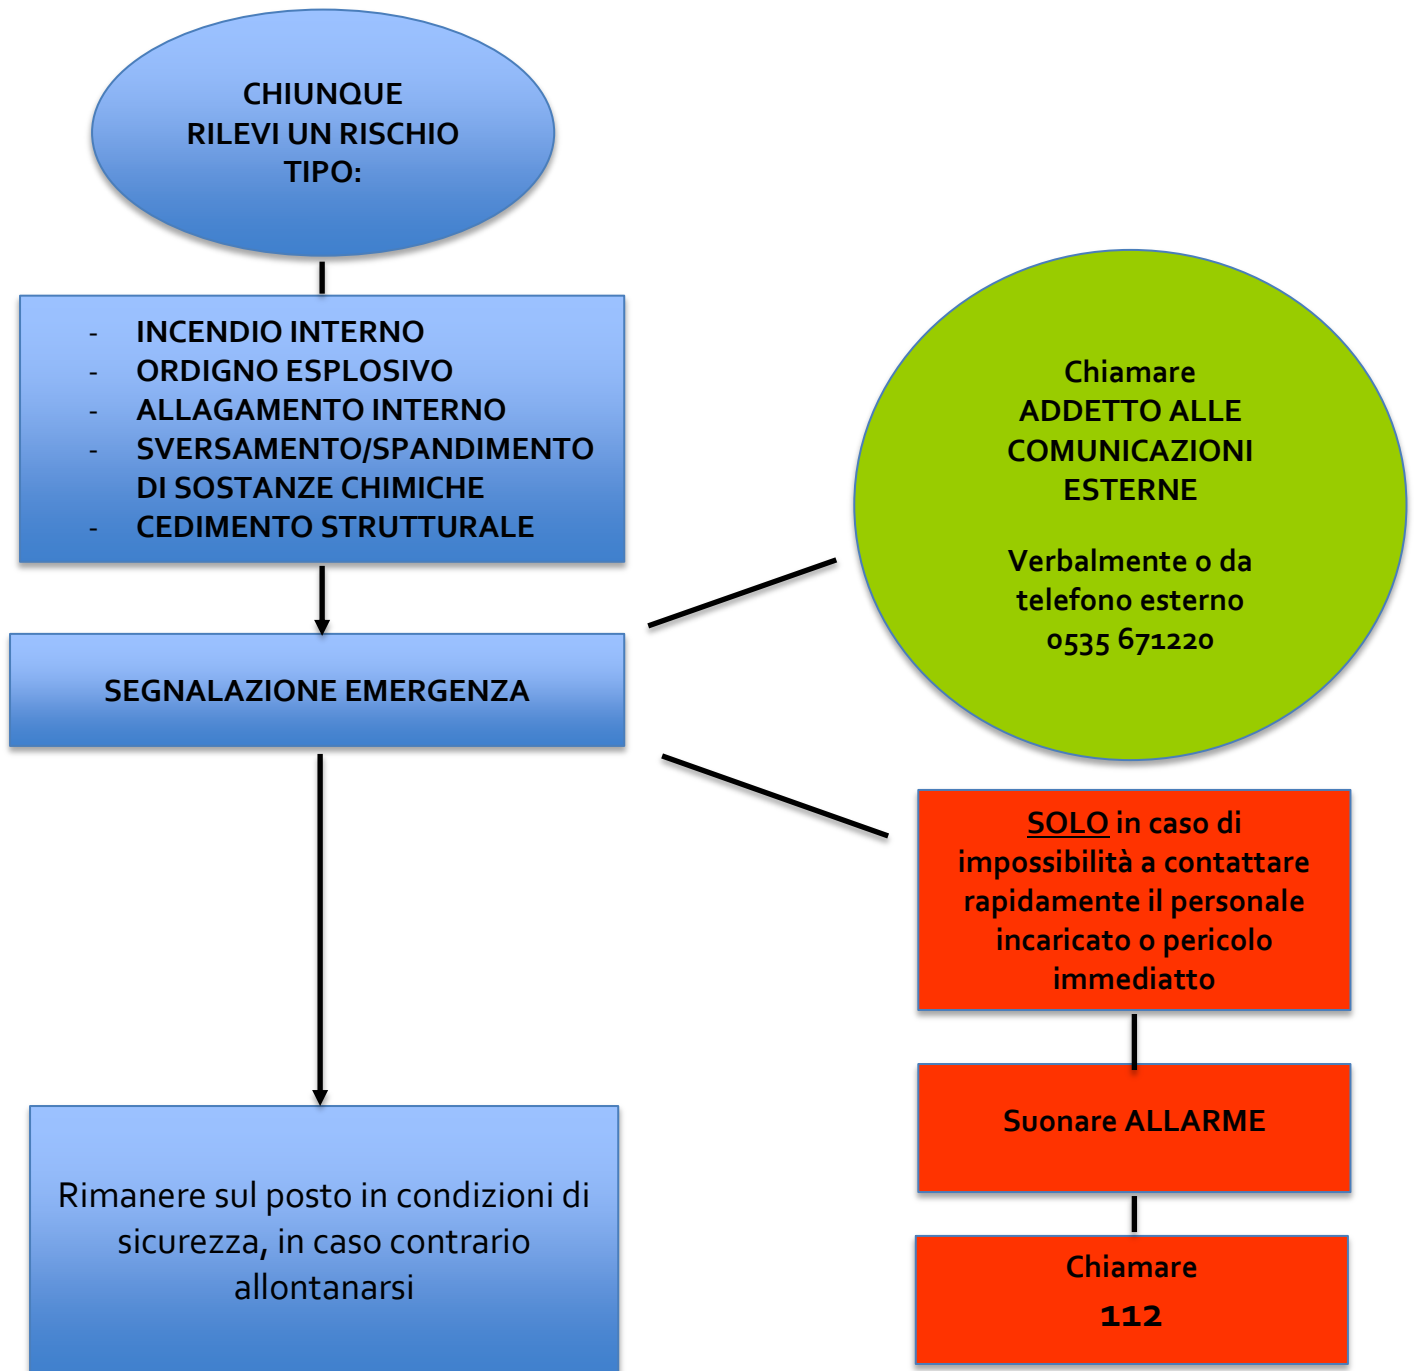 CHIUNQUE
RILEVI UN RISCHIO
TIPO:
- INCENDIO INTERNO
- ORDIGNO ESPLOSIVO
- ALLAGAMENTO INTERNO
- SVERSAMENTO/SPANDIMENTO
DI SOSTANZE CHIMICHE
- CEDIMENTO STRUTTURALE
Chiamare
ADDETTO ALLE
COMUNICAZIONI
ESTERNE
Verbalmente o da
telefono esterno
0535 671220
SEGNALAZIONE EMERGENZA
SOLO in caso di
impossibilità a contattare
rapidamente il personale
incaricato o pericolo
immediatto
Suonare ALLARME
Rimanere sul posto in condizioni di
sicurezza, in caso contrario
allontanarsi
Chiamare
112